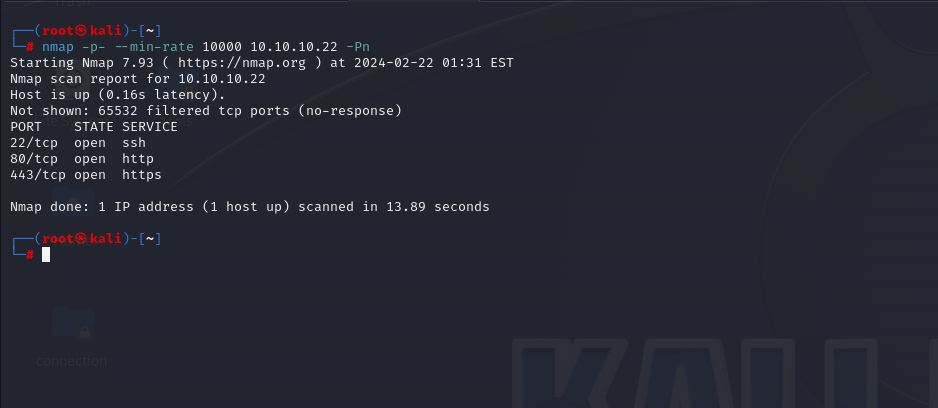 Trash
┌──(root㉿kali)-[~]
└─# nmap -p- --min-rate 10000 10.10.10.22 -Pn
Starting Nmap 7.93 ( https://nmap.org ) at 2024-02-22 01:31 EST
Nmap scan report for 10.10.10.22
Host is up (0.16s latency).
Not shown: 65532 filtered tcp ports (no-response)
PORT    STATE SERVICE
22/tcp  open  ssh
80/tcp  open  http
443/tcp open  https
Nmap done: 1 IP address (1 host up) scanned in 13.89 seconds
┌──(root㉿kali)-[~]
└─#
connection
KALI